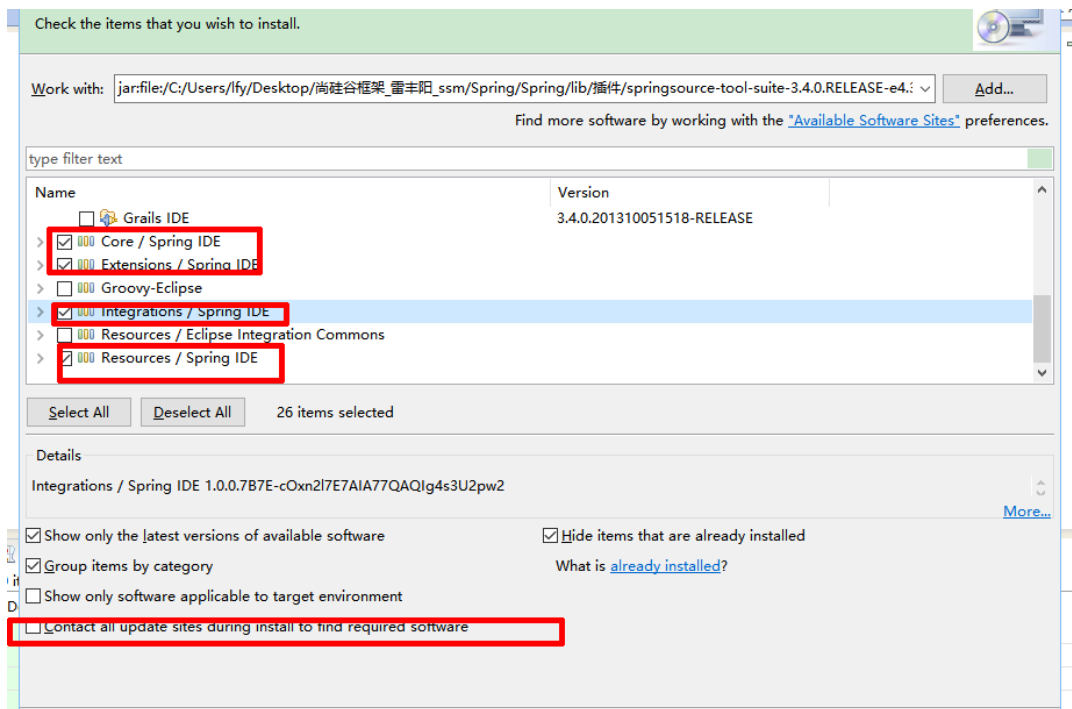 Check the items that you wish to install.
Work with: jar:file:/C:/Users/lfy/Desktop/尚硅谷框架_雷丰阳_ssm/Spring/Spring/lib/插件/springsource-tool-suite-3.4.0.RELEASE-e4.3 Add...
Find more software by working with the "Available Software Sites" preferences.
type filter text
Name Version
Grails IDE 3.4.0.201310051518-RELEASE
Core / Spring IDE
Extensions / Spring IDE
Groovy-Eclipse
Integrations / Spring IDE
Resources / Eclipse Integration Commons
Resources / Spring IDE
Select All Deselect All 26 items selected
Details
Integrations / Spring IDE 1.0.0.7B7E-cOxn2l7E7AIA77QAQIg4s3U2pw2
More...
Show only the latest versions of available software Hide items that are already installed
Group items by category What is already installed?
Show only software applicable to target environment
Contact all update sites during install to find required software